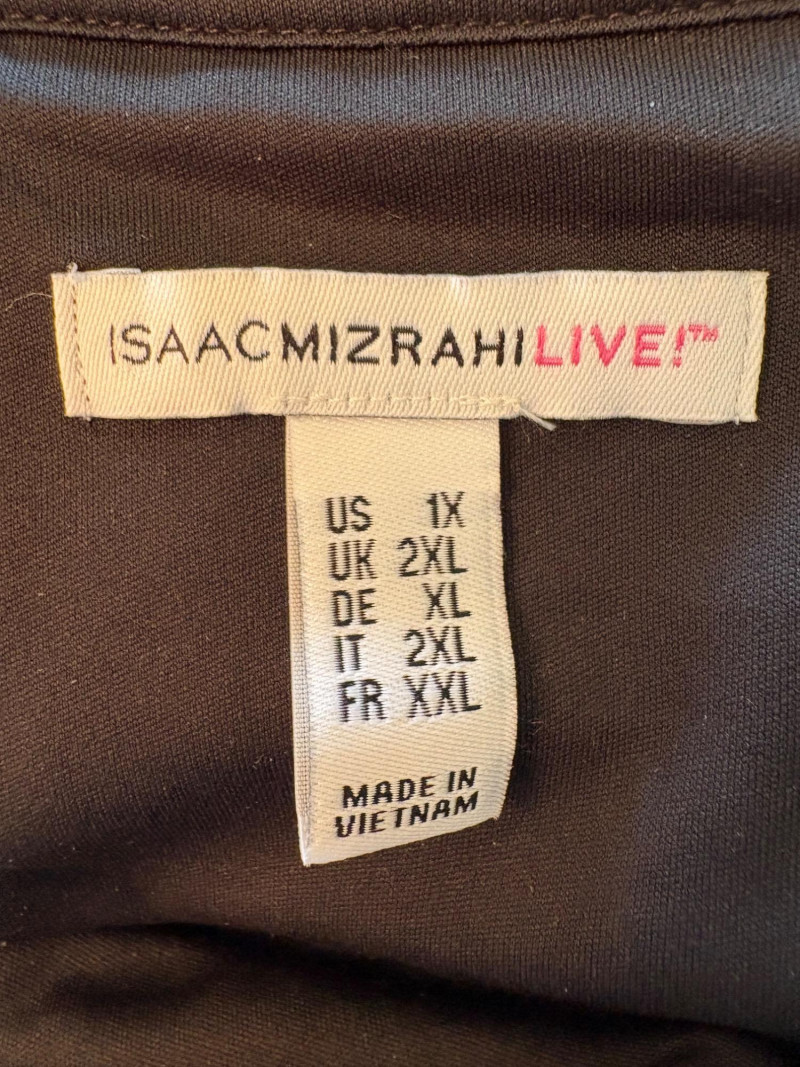 ISAACMIZRAHILIVE!™
US 1X
UK 2XL
DE XL
IT 2XL
FR XXL
MADE IN
VIETNAM